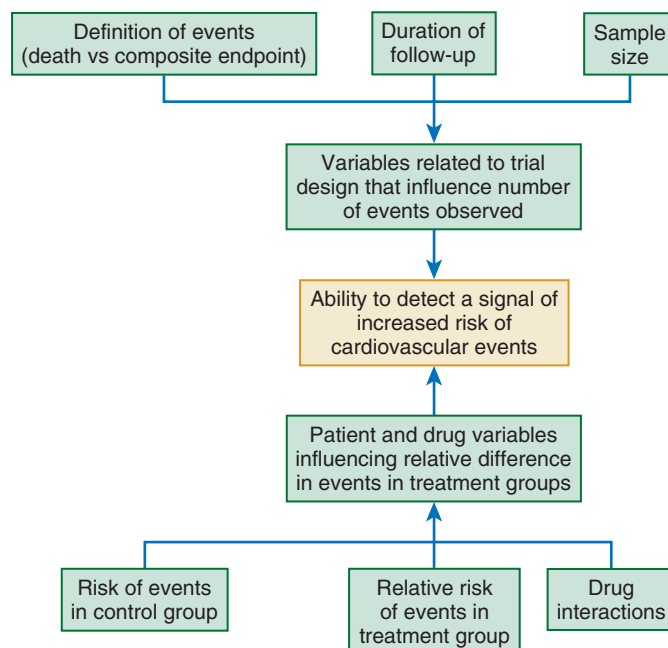 Definition of events
(death vs composite endpoint)
Duration of
follow-up
Sample
size
Variables related to trial
design that influence number
of events observed
Ability to detect a signal of
increased risk of
cardiovascular events
Patient and drug variables
influencing relative difference
in events in treatment groups
Risk of events
in control group
Relative risk
of events in
treatment group
Drug
interactions